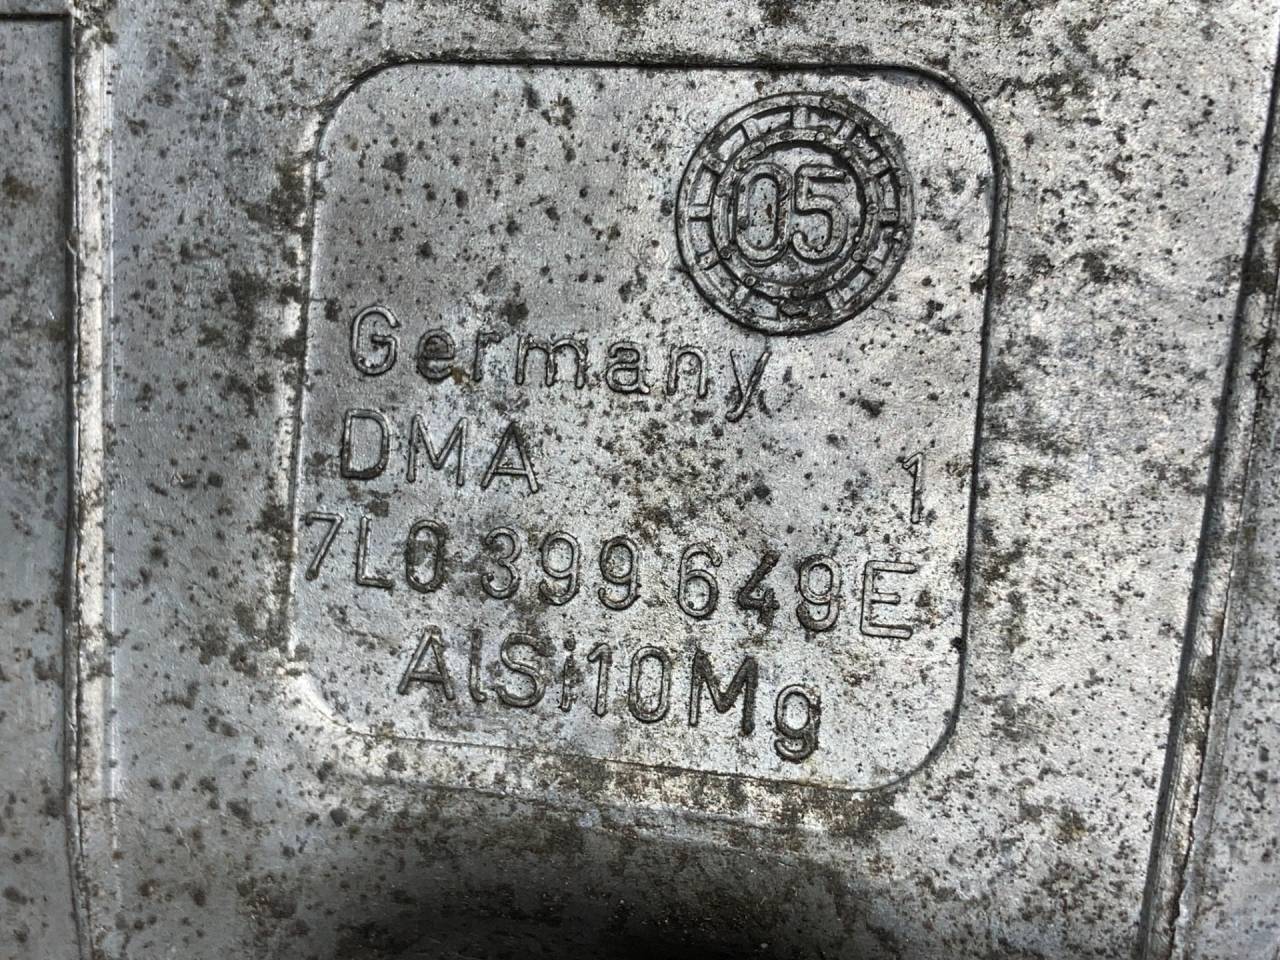 05
Germany
DMA 1
7L0 399 649E
AlSi10Mg